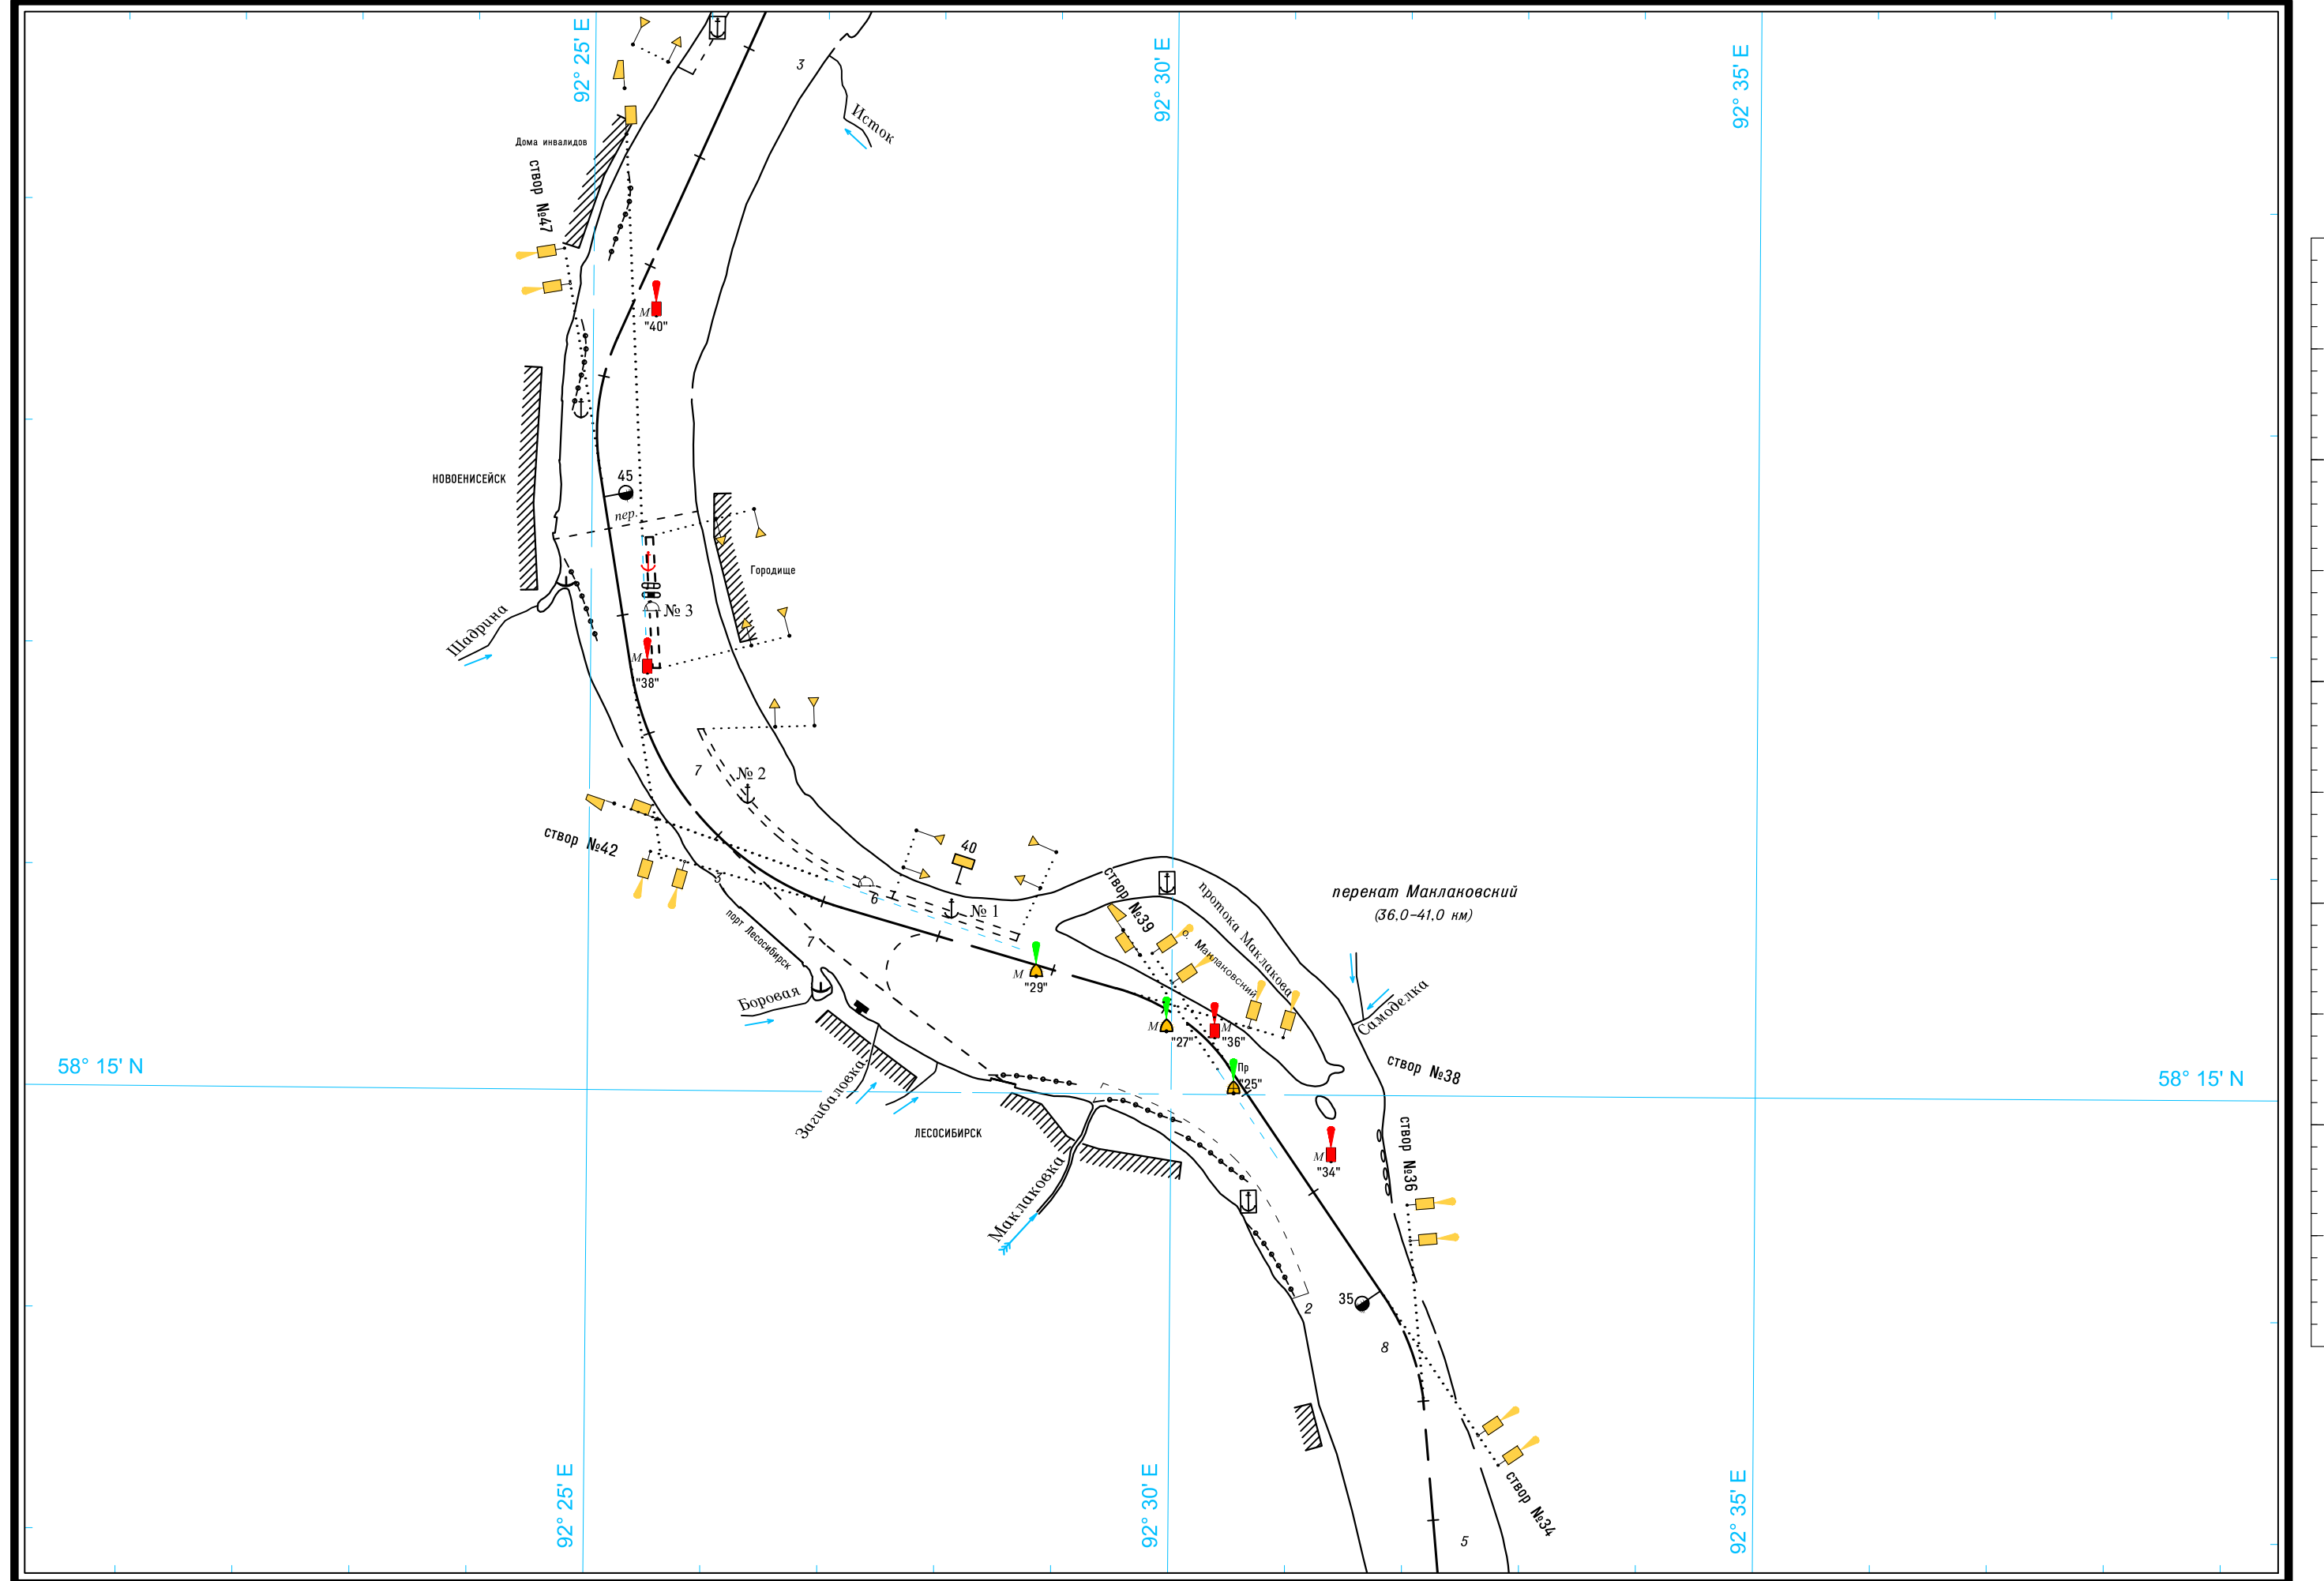 92° 25' E
92° 30' E
92° 35' E
3
Исток
Дома инвалидов
створ №47
М
"40"
НОВОЕНИСЕЙСК
45
пер.
Городище
№ 3
Шадрина
М
"38"
7
№ 2
створ №42
5
40
6
№ 1
порт Лесосибирск
7
Боровая
створ №39
протока Маклакова
о. Маклаковский
перекат Маклаковский
(36,0-41,0 км)
М
"29"
М
"27"
М
"36"
Самоделка
створ №38
Пр
"25"
58° 15' N
58° 15' N
Загибаловка
ЛЕСОСИБИРСК
М
"34"
створ №36
Маклаковка
35
2
8
створ №34
5
92° 25' E
92° 30' E
92° 35' E